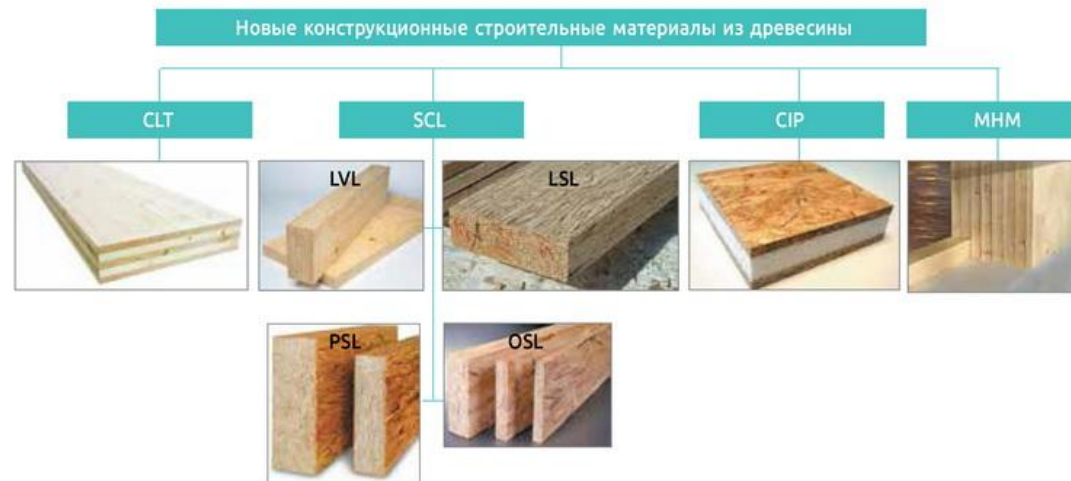 Новые конструкционные строительные материалы из древесины
CLT
SCL
CIP
MHM
LVL
LSL
PSL
OSL